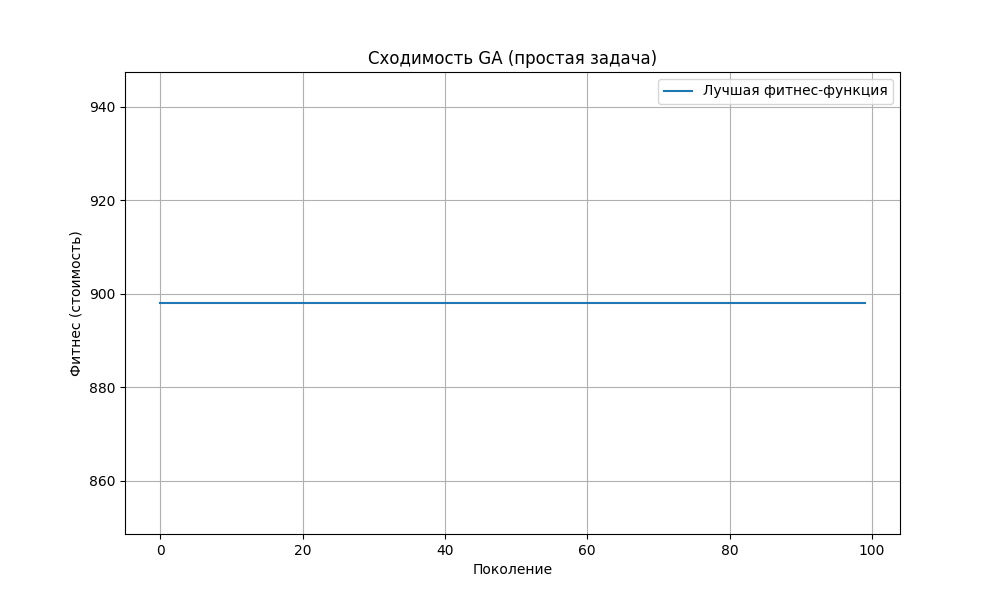 Сходимость GA (простая задача)
Лучшая фитнес-функция
Фитнес (стоимость)
940
920
900
880
860
0 20 40 60 80 100
Поколение